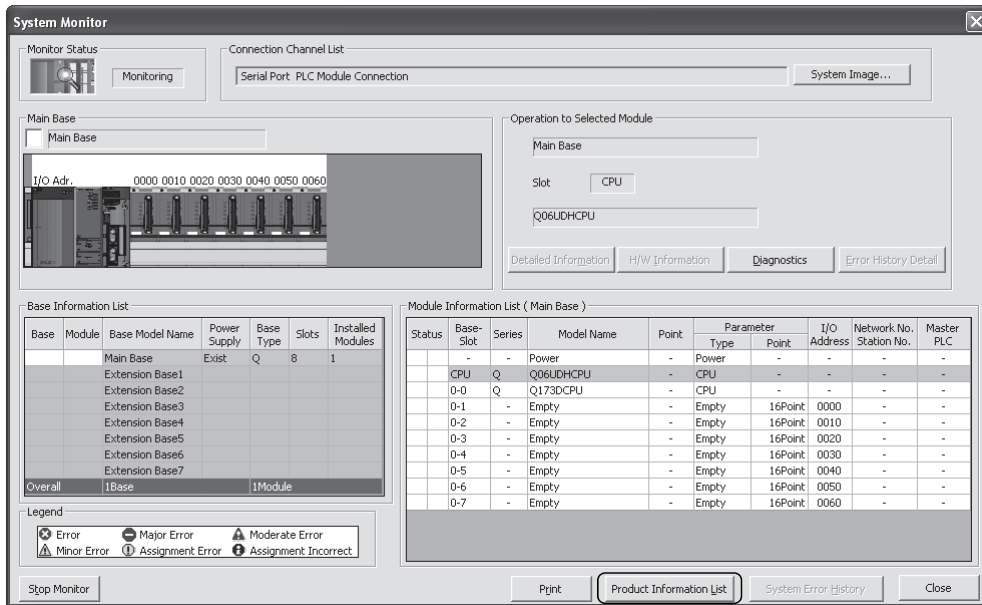 System Monitor
Monitor Status
Monitoring
Connection Channel List
Serial Port PLC Module Connection
System Image...
Main Base
Main Base
I/O Adr. 0000 0010 0020 0030 0040 0050 0060
Operation to Selected Module
Main Base
Slot CPU
Q06UDHCPU
Detailed Information H/W Information Diagnostics Error History Detail
Base Information List
Base Module Base Model Name Power Supply Base Type Slots Installed Modules
Main Base Exist Q 8 1
Extension Base1
Extension Base2
Extension Base3
Extension Base4
Extension Base5
Extension Base6
Extension Base7
Overall 1Base 1Module
Legend
Error Major Error Moderate Error
Minor Error Assignment Error Assignment Incorrect
Module Information List ( Main Base )
Status Base-Slot Series Model Name Point Parameter Type Point I/O Address Network No. Station No. Master PLC
- - Power - Power - - - -
CPU Q Q06UDHCPU - CPU - - - -
0-0 Q Q173DCPU - CPU - - - -
0-1 - Empty - Empty 16Point 0000 - -
0-2 - Empty - Empty 16Point 0010 - -
0-3 - Empty - Empty 16Point 0020 - -
0-4 - Empty - Empty 16Point 0030 - -
0-5 - Empty - Empty 16Point 0040 - -
0-6 - Empty - Empty 16Point 0050 - -
0-7 - Empty - Empty 16Point 0060 - -
Stop Monitor Print Product Information List System Error History Close